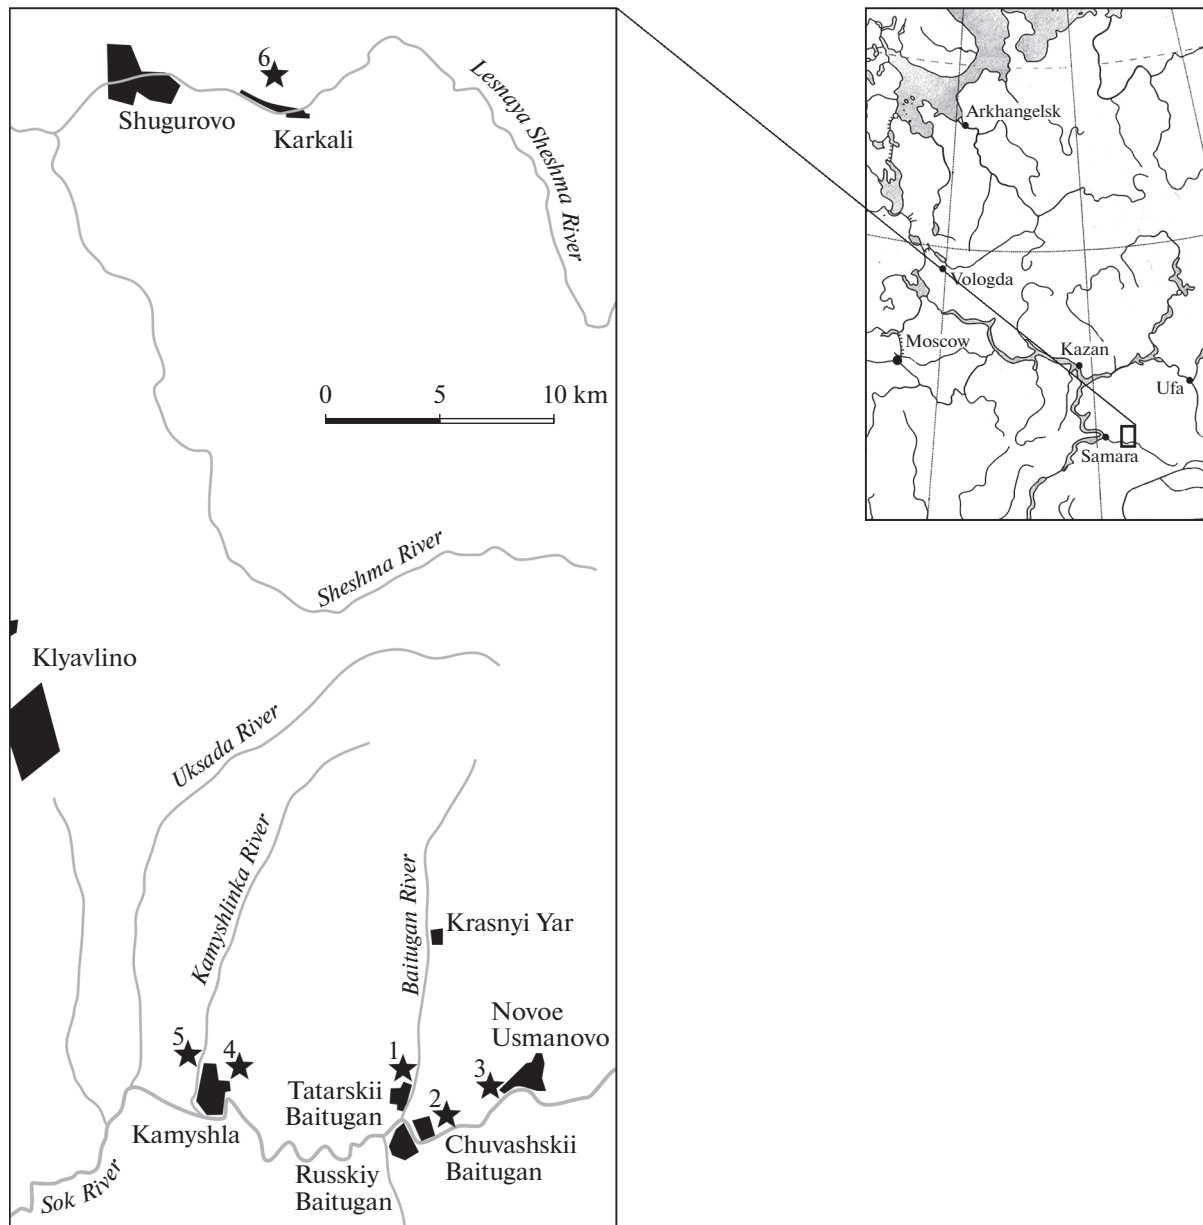 6
Shugurovo
Karkali
Lesnaya Sheshma River
0 5 10 km
Sheshma River
Klyavlino
Uksada River
Kamyshlinka River
Baitugan River
Krasnyi Yar
Novoe
Usmanovo
5
4
1
3
2
Tatarskii
Baitugan
Kamyshla
Chuvashskii
Baitugan
Russkiy
Baitugan
Sok River
Arkhangelsk
Vologda
Moscow
Kazan
Ufa
Samara